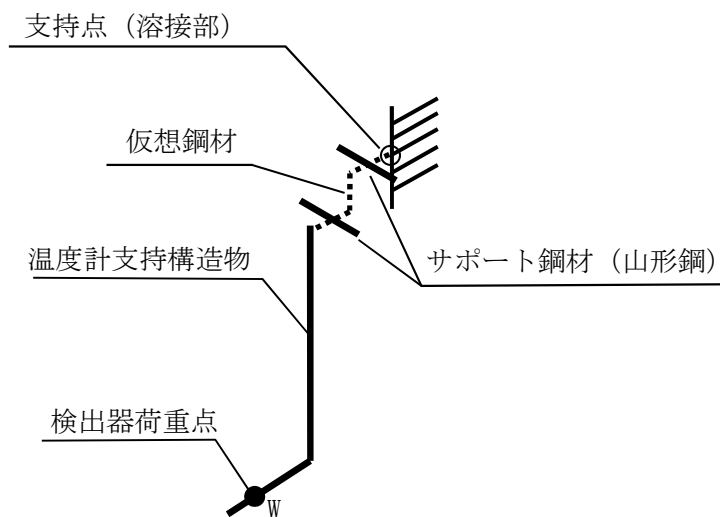 支持点（溶接部）
仮想鋼材
サポート鋼材（山形鋼）
温度計支持構造物
検出器荷重点
W